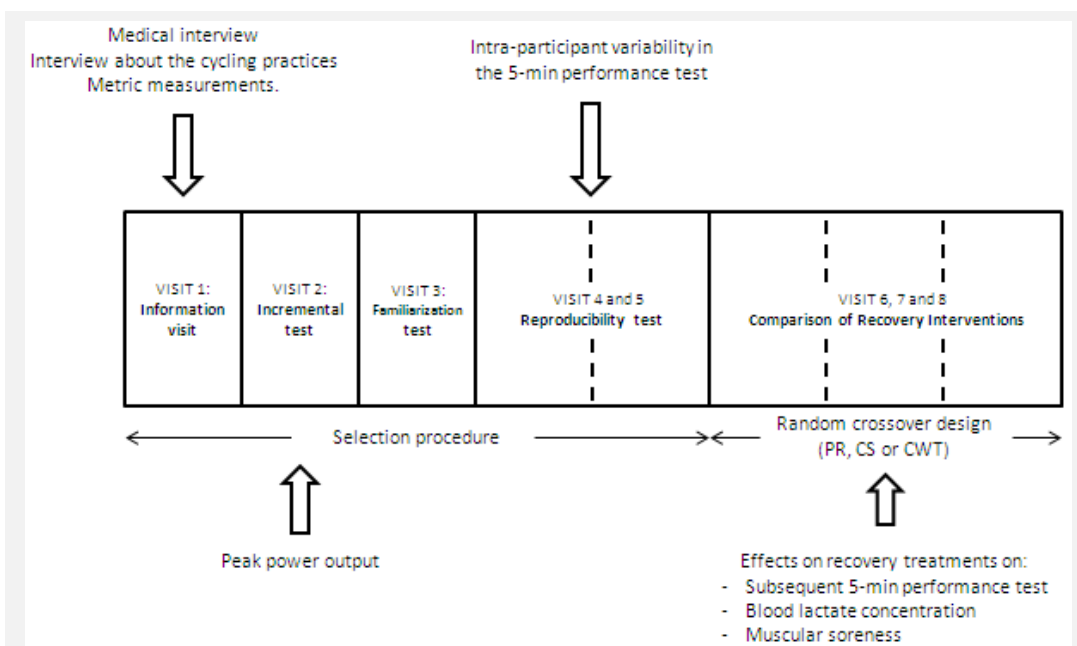 Medical interview
Interview about the cycling practices
Metric measurements.
Intra-participant variability in
the 5-min performance test
VISIT 1:
Information
visit
VISIT 2:
Incremental
test
VISIT 3:
Familiarization
test
VISIT 4 and 5
Reproducibility test
VISIT 6, 7 and 8
Comparison of Recovery Interventions
Selection procedure
Random crossover design
(PR, CS or CWT)
Peak power output
Effects on recovery treatments on:
- Subsequent 5-min performance test
- Blood lactate concentration
- Muscular soreness